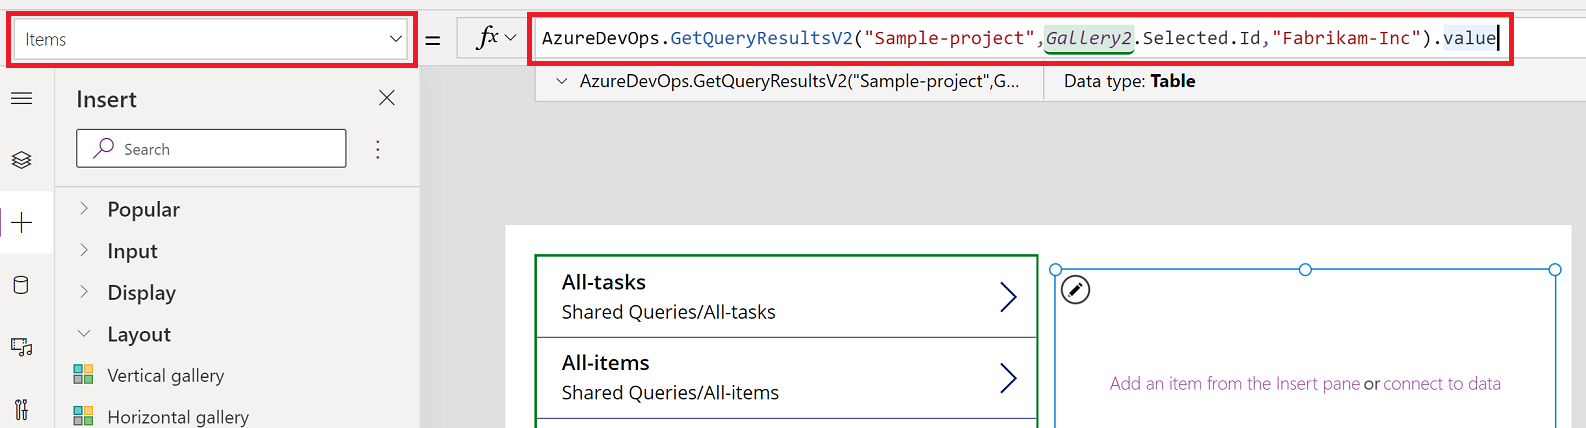 Items
=
fx
AzureDevOps.GetQueryResultsV2("Sample-project",Gallery2.Selected.Id,"Fabrikam-Inc").value
AzureDevOps.GetQueryResultsV2("Sample-project",G...
Data type: Table
Insert
Search
Popular
Input
Display
Layout
Vertical gallery
Horizontal gallery
All-tasks
Shared Queries/All-tasks
All-items
Shared Queries/All-items
Add an item from the Insert pane or connect to data